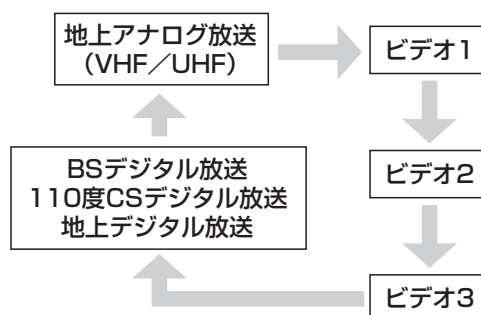 地上アナログ放送
(VHF/UHF)
ビデオ1
ビデオ2
BSデジタル放送
110度CSデジタル放送
地上デジタル放送
ビデオ3